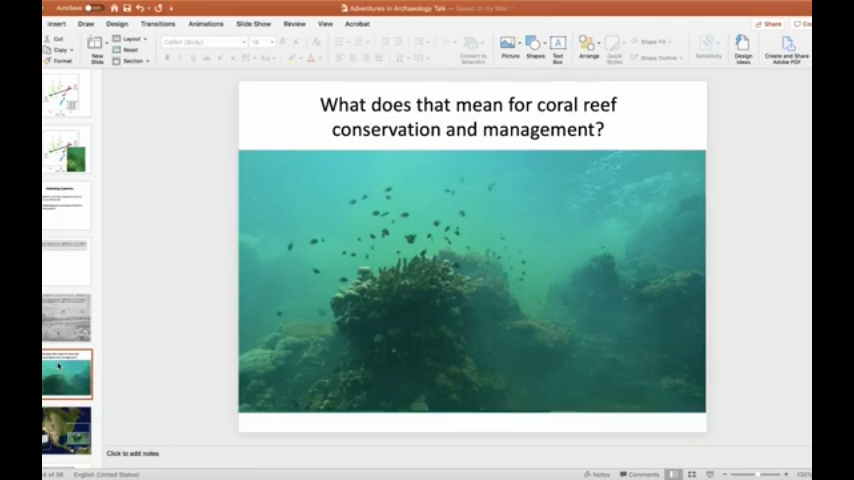 AutoSave
Adventures in Archaeology Talk — Saved to my Mac
Insert Draw Design Transitions Animations Slide Show Review View Acrobat
Share
Cut
Copy
Format
New Slide
Layout
Reset
Section
Calibri (Body)
Convert to SmartArt
Picture
Shapes
Text Box
Arrange
Quick Styles
Shape Fill
Shape Outline
Sensitivity
Design Ideas
Create and Share Adobe PDF
What does that mean for coral reef
conservation and management?
Click to add notes
English (United States)
Notes
Comments